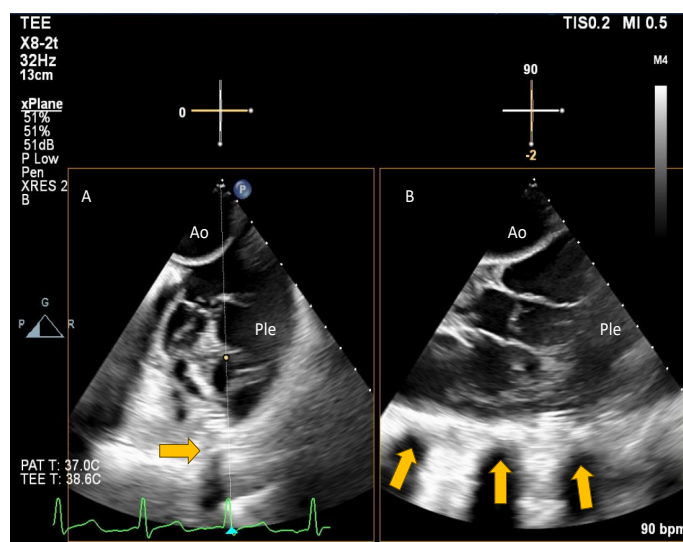 TEE
X8-2t
32Hz
13cm
xPlane
51%
51%
51dB
P Low
Pen
XRES 2
B
TIS0.2 MI 0.5
M4
0
90
-2
A
P
Ao
Ple
B
Ao
Ple
G
P R
PAT T: 37.0C
TEE T: 38.6C
90 bpm